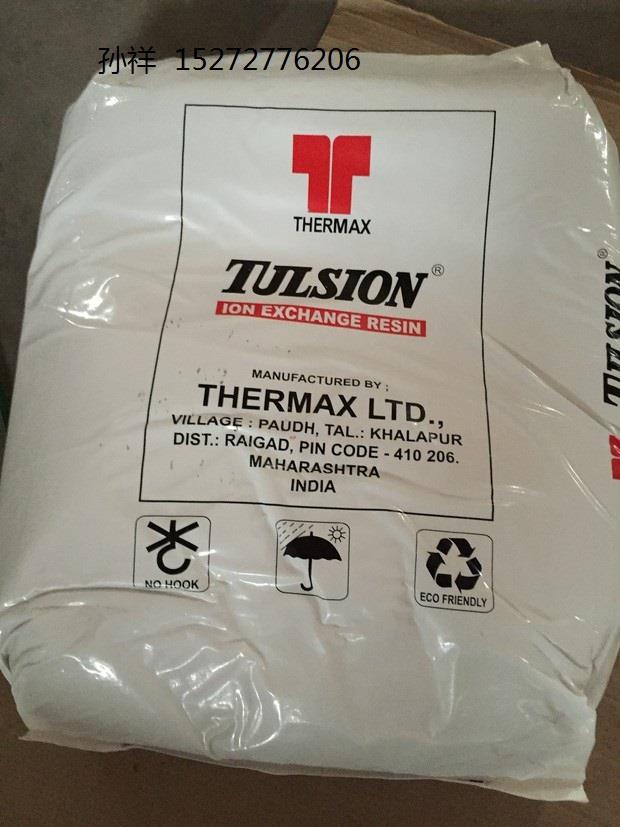 孙祥 15272776206
THERMAX
TULSION®
ION EXCHANGE RESIN
MANUFACTURED BY ;
THERMAX LTD.,
VILLAGE : PAUDH, TAL.: KHALAPUR
DIST.: RAIGAD, PIN CODE - 410 206.
MAHARASHTRA
INDIA
NO HOOK
ECO FRIENDLY